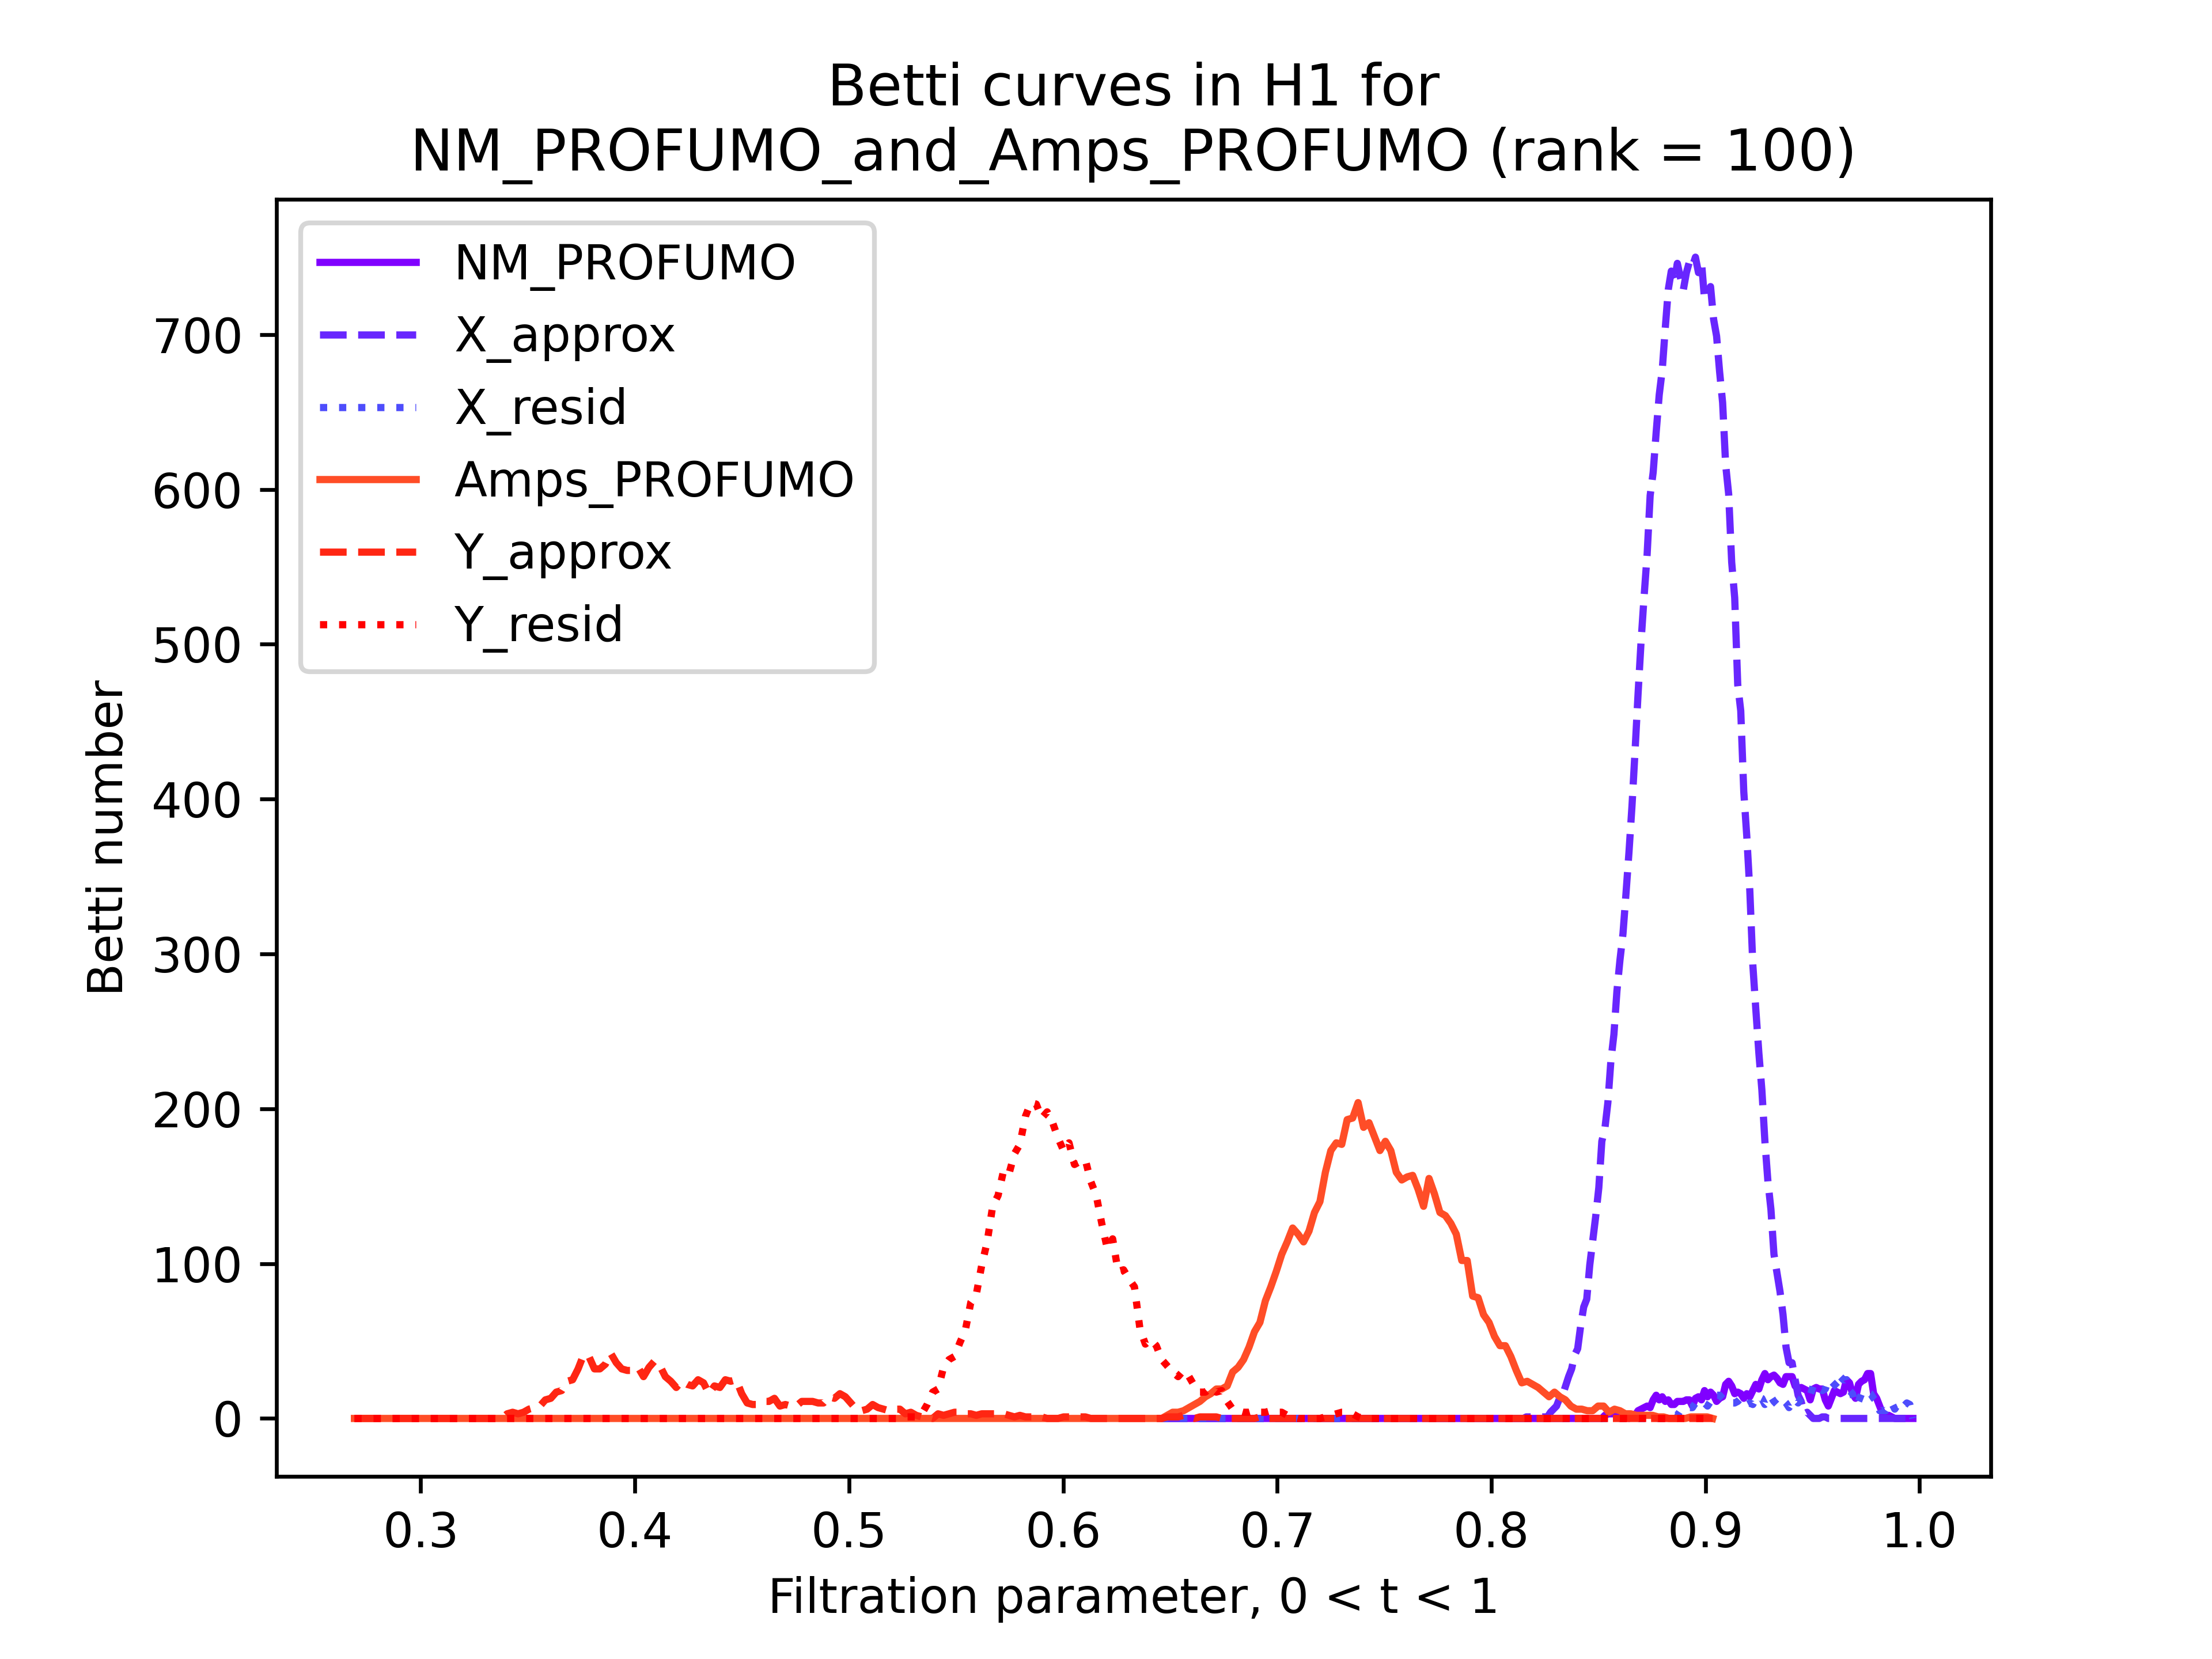 Betti curves in H1 for
NM_PROFUMO_and_Amps_PROFUMO (rank = 100)
NM_PROFUMO
X_approx
X_resid
Amps_PROFUMO
Y_approx
Y_resid
Betti number
700
600
500
400
300
200
100
0
0.3 0.4 0.5 0.6 0.7 0.8 0.9 1.0
Filtration parameter, 0 < t < 1